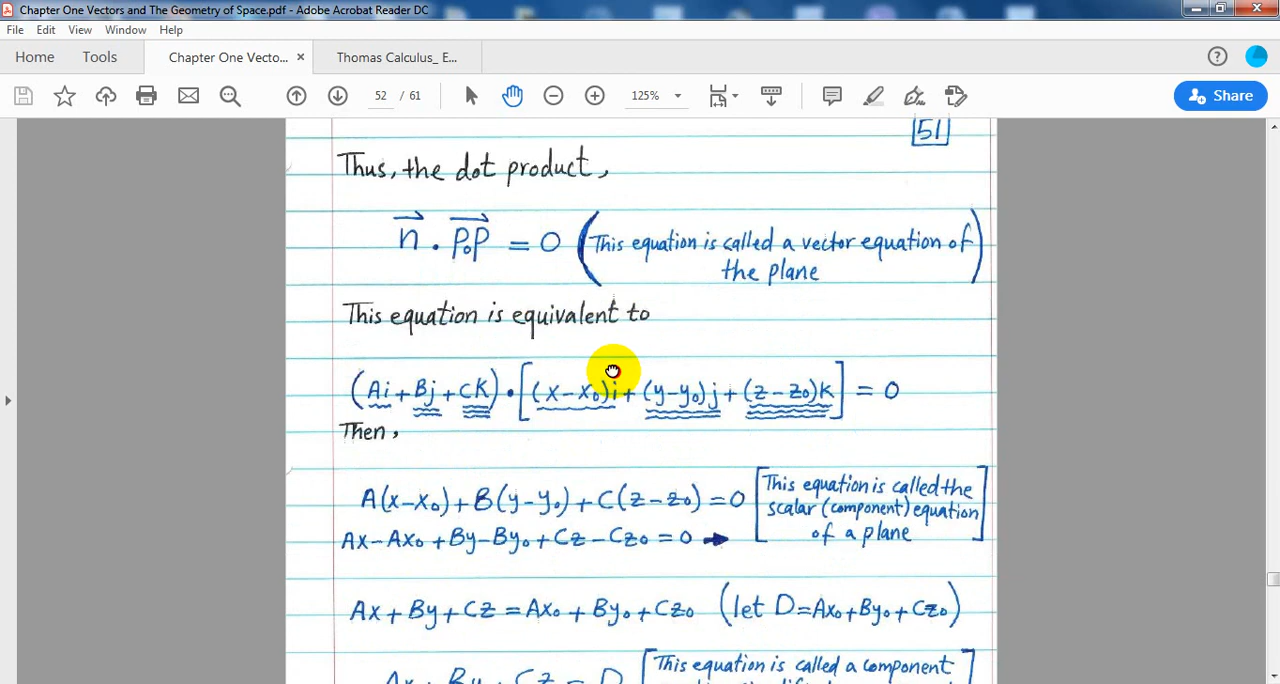 Chapter One Vectors and The Geometry of Space.pdf - Adobe Acrobat Reader DC
File Edit View Window Help
Home Tools Chapter One Vecto... × Thomas Calculus_ E...
52 / 61 125% Share
51
Thus, the dot product,
n⃗ . P₀P⃗ = 0 (This equation is called a vector equation of
the plane)
This equation is equivalent to
(Ai + Bj + CK) • [(x−x₀)i + (y−y₀)j + (z−z₀)k] = 0
Then,
A(x−x₀) + B(y−y₀) + C(z−z₀) = 0 [This equation is called the
scalar (component) equation
of a plane]
Ax − Ax₀ + By − By₀ + Cz − Cz₀ = 0 →
Ax + By + Cz = Ax₀ + By₀ + Cz₀ (let D = Ax₀ + By₀ + Cz₀)
Ax + By + Cz = D [This equation is called a component